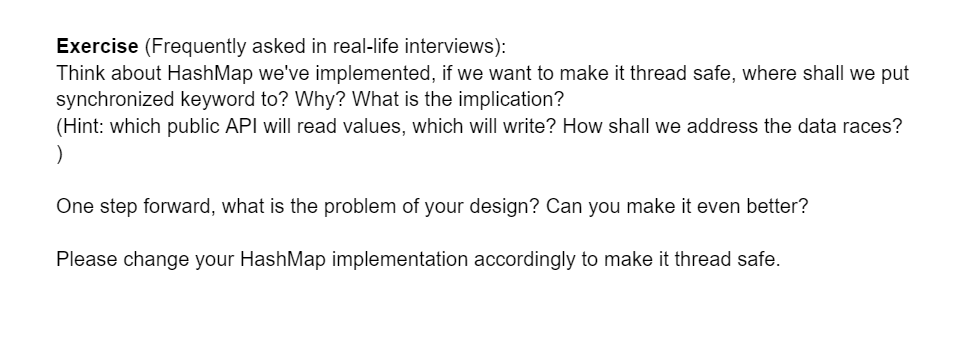 Exercise (Frequently asked in real-life interviews):
Think about HashMap we've implemented, if we want to make it thread safe, where shall we put
synchronized keyword to? Why? What is the implication?
(Hint: which public API will read values, which will write? How shall we address the data races?
)
One step forward, what is the problem of your design? Can you make it even better?
Please change your HashMap implementation accordingly to make it thread safe.